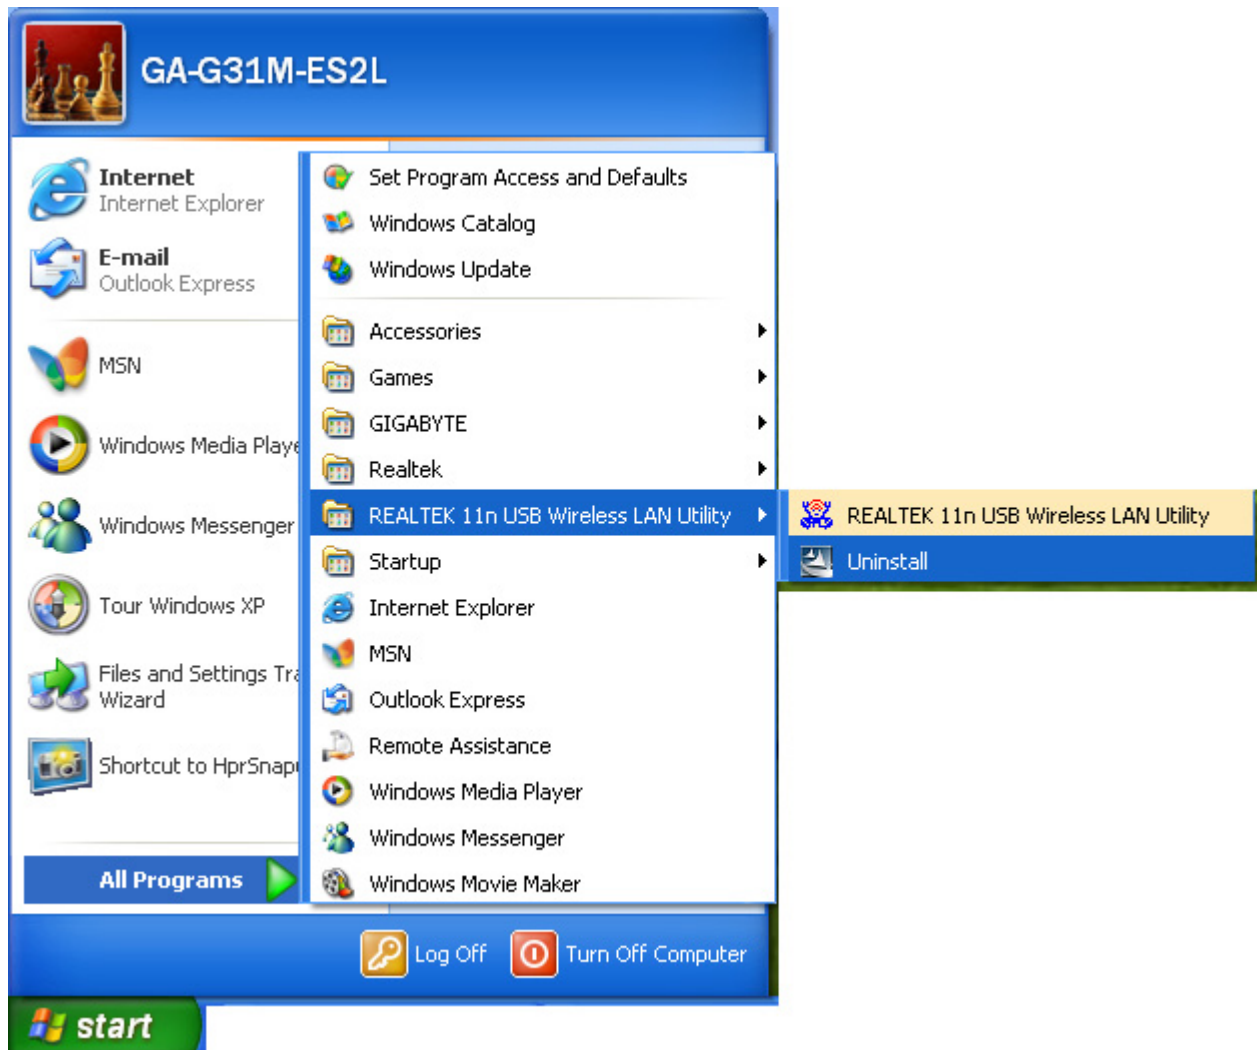 GA-G31M-ES2L
Internet
Internet Explorer
E-mail
Outlook Express
MSN
Windows Media Playe
Windows Messenger
Tour Windows XP
Files and Settings Tra
Wizard
Shortcut to HprSnap
All Programs
Set Program Access and Defaults
Windows Catalog
Windows Update
Accessories
Games
GIGABYTE
Realtek
REALTEK 11n USB Wireless LAN Utility
Startup
Internet Explorer
MSN
Outlook Express
Remote Assistance
Windows Media Player
Windows Messenger
Windows Movie Maker
REALTEK 11n USB Wireless LAN Utility
Uninstall
Log Off
Turn Off Computer
start